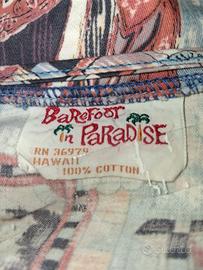 BAREFOOT
in PARADISE
RN 36979
HAWAII
100% COTTON